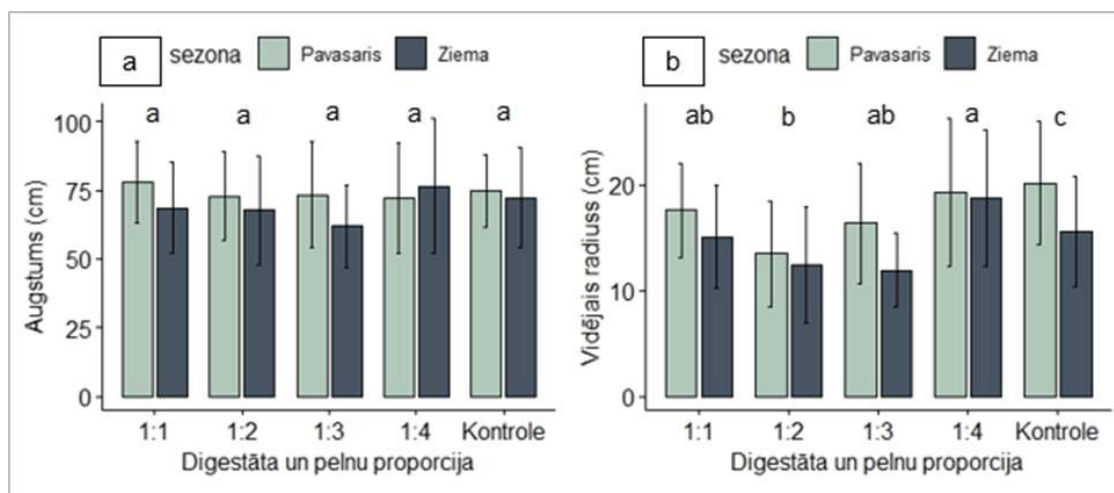 a sezona Pavasaris Ziema
a a a a a
Augstums (cm)
100
75
50
25
0
1:1 1:2 1:3 1:4 Kontrole
Digestāta un pelnu proporcija
b sezona Pavasaris Ziema
ab b ab a c
Vidējais radiuss (cm)
20
10
0
1:1 1:2 1:3 1:4 Kontrole
Digestāta un pelnu proporcija